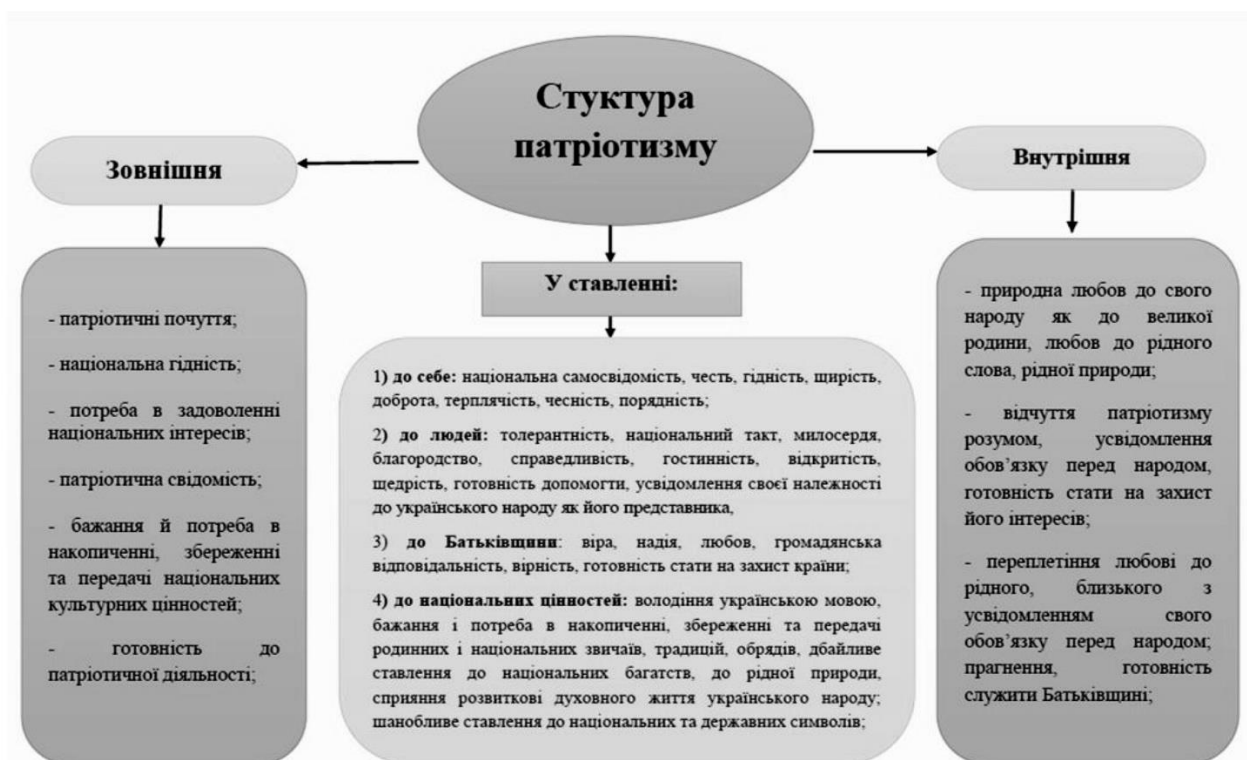 Стуктура
патріотизму
Зовнішня
- патріотичні почуття;
- національна гідність;
- потреба в задоволенні
національних інтересів;
- патріотична свідомість;
- бажання й потреба в
накопиченні, збереженні
та передачі національних
культурних цінностей;
- готовність до
патріотичної діяльності;
У ставленні:
1) до себе: національна самосвідомість, честь, гідність, щирість,
доброта, терплячість, чесність, порядність;
2) до людей: толерантність, національний такт, милосердя,
благородство, справедливість, гостинність, відкритість,
щедрість, готовність допомогти, усвідомлення своєї належності
до українського народу як його представника,
3) до Батьківщини: віра, надія, любов, громадянська
відповідальність, вірність, готовність стати на захист країни;
4) до національних цінностей: володіння українською мовою,
бажання і потреба в накопиченні, збереженні та передачі
родинних і національних звичаїв, традицій, обрядів, дбайливе
ставлення до національних багатств, до рідної природи,
сприяння розвиткові духовного життя українського народу;
шанобливе ставлення до національних та державних символів;
Внутрішня
- природна любов до свого
народу як до великої
родини, любов до рідного
слова, рідної природи;
- відчуття патріотизму
розумом, усвідомлення
обов’язку перед народом,
готовність стати на захист
його інтересів;
- переплетіння любові до
рідного, близького з
усвідомленням свого
обов’язку перед народом;
прагнення, готовність
служити Батьківщині;